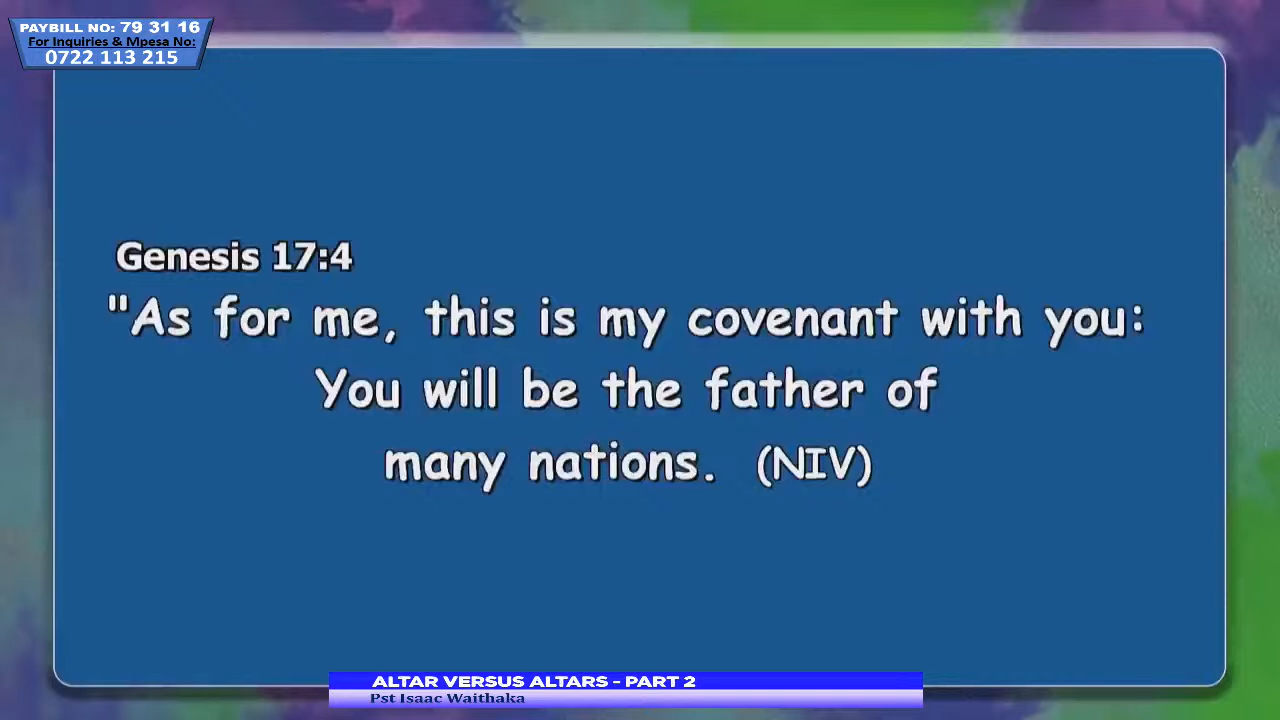 PAYBILL NO: 79 31 16
For Inquiries & Mpesa No:
0722 113 215
Genesis 17:4
"As for me, this is my covenant with you:
You will be the father of
many nations. (NIV)
ALTAR VERSUS ALTARS - PART 2
Pst Isaac Waithaka